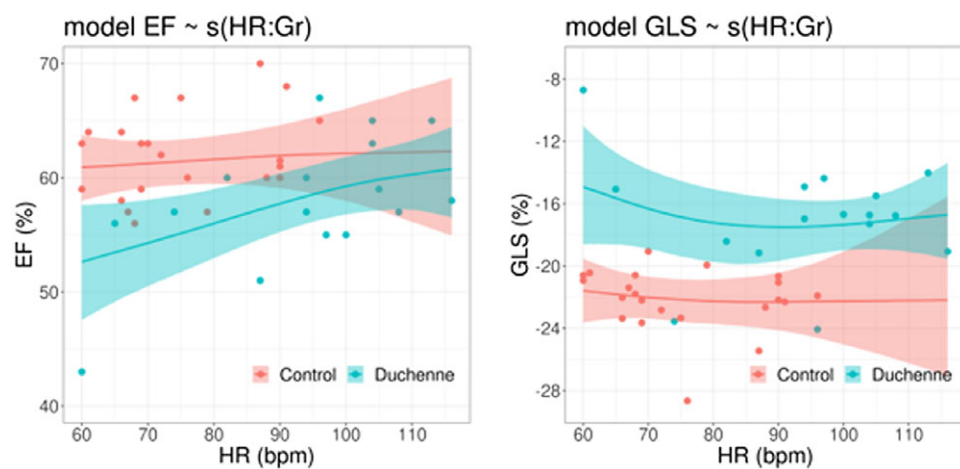 model EF ~ s(HR:Gr)
70
60
50
40
EF (%)
60 70 80 90 100 110
HR (bpm)
Control Duchenne
model GLS ~ s(HR:Gr)
-8
-12
-16
-20
-24
-28
GLS (%)
60 70 80 90 100 110
HR (bpm)
Control Duchenne